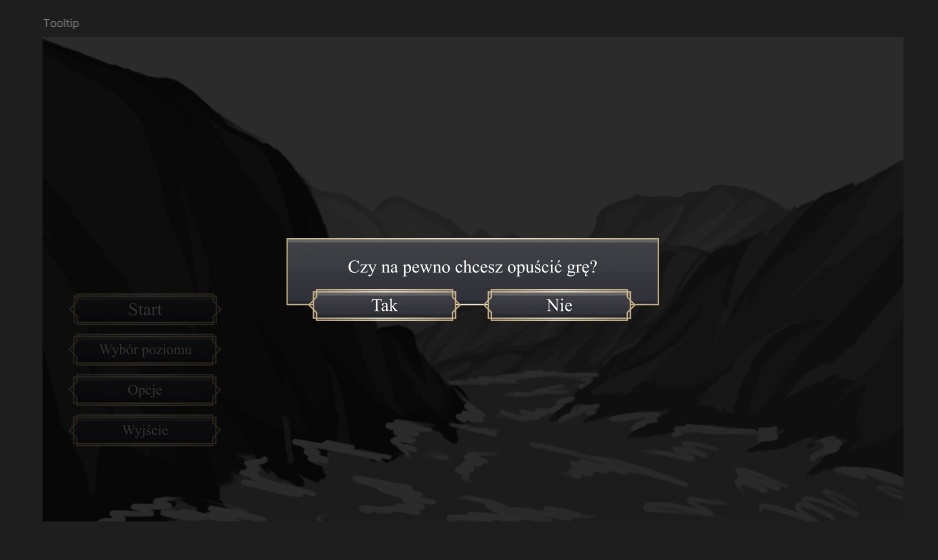 Tooltip
Czy na pewno chcesz opuścić grę?
Tak
Nie
Start
Wybór poziomu
Opcje
Wyjście